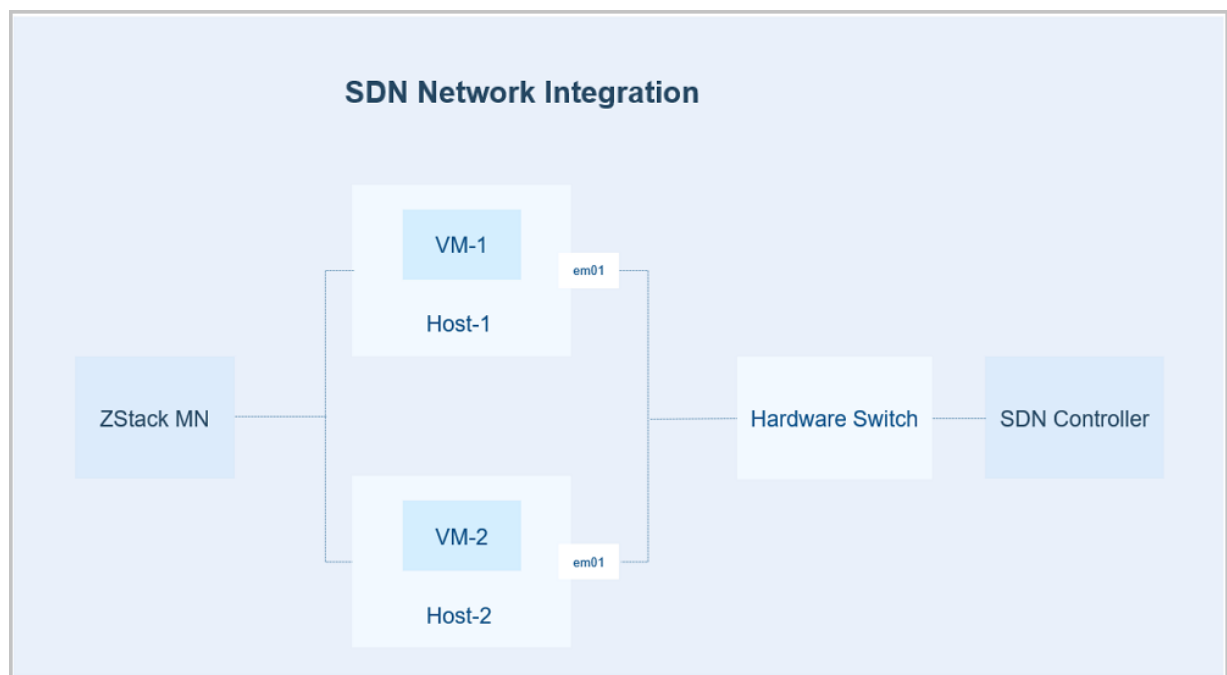 SDN Network Integration
VM-1
em01
Host-1
ZStack MN
Hardware Switch
SDN Controller
VM-2
em01
Host-2